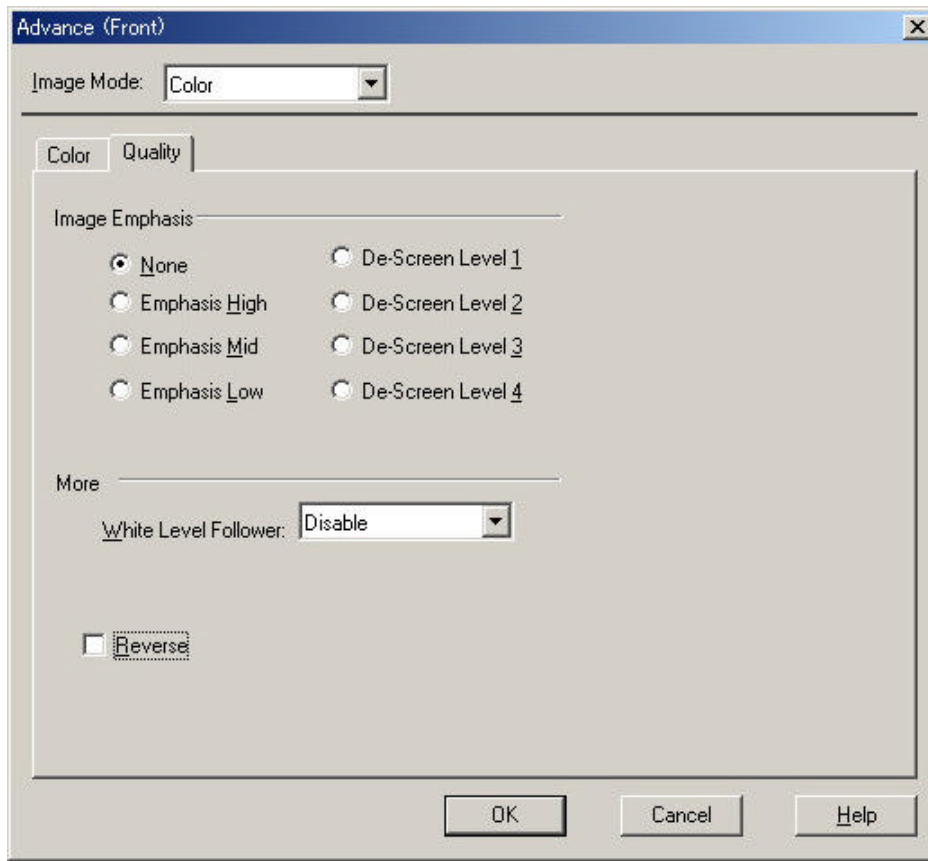 Advance (Front)
Image Mode: Color
Color Quality
Image Emphasis
None De-Screen Level 1
Emphasis High De-Screen Level 2
Emphasis Mid De-Screen Level 3
Emphasis Low De-Screen Level 4
More
White Level Follower: Disable
Reverse
OK Cancel Help